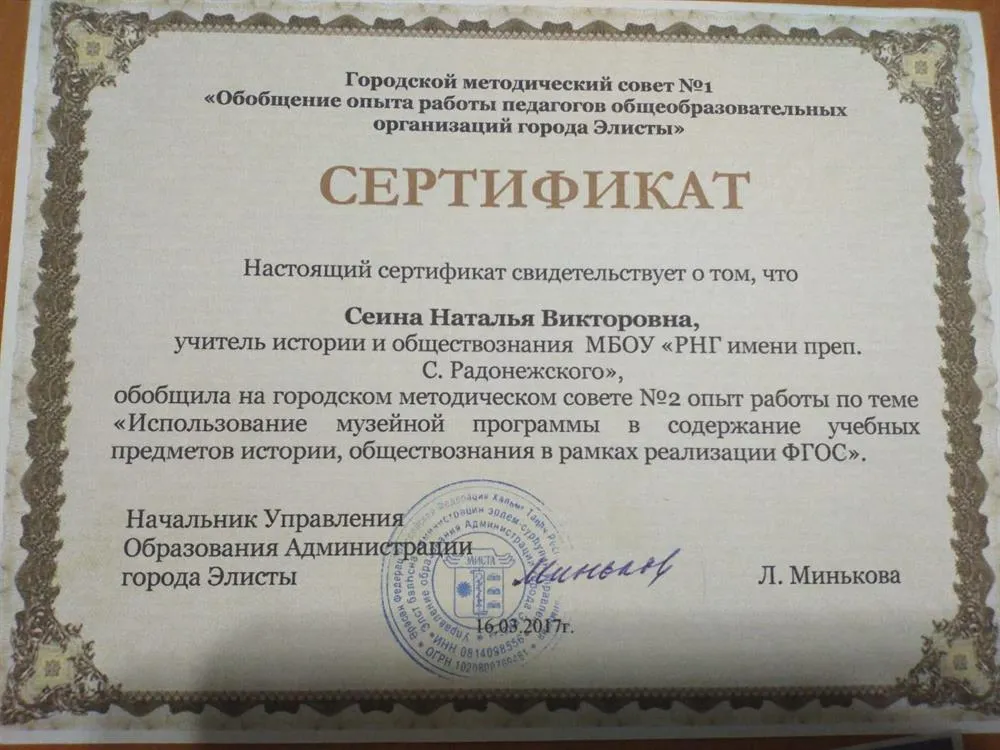 Городской методический совет №1
«Обобщение опыта работы педагогов общеобразовательных
организаций города Элисты»
СЕРТИФИКАТ
Настоящий сертификат свидетельствует о том, что
Сеина Наталья Викторовна,
учитель истории и обществознания МБОУ «РНГ имени преп.
С. Радонежского»,
обобщила на городском методическом совете №2 опыт работы по теме
«Использование музейной программы в содержание учебных
предметов истории, обществознания в рамках реализации ФГОС».
Начальник Управления
Образования Администрации
города Элисты
Миньков
Л. Минькова
16.03.2017г.
ИНН 0814098556